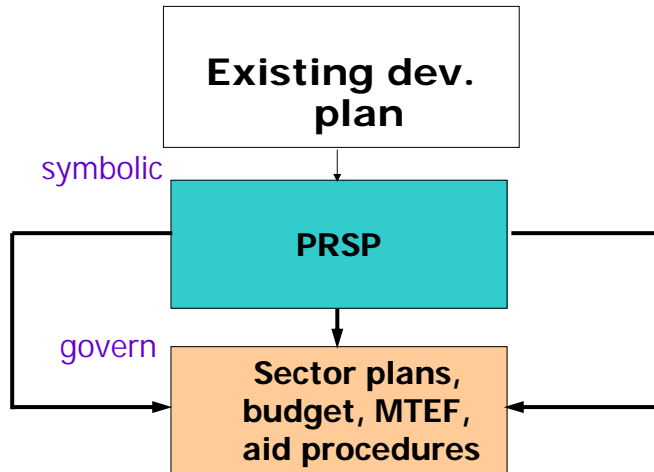 Existing dev.
plan
symbolic
PRSP
govern
Sector plans,
budget, MTEF,
aid procedures